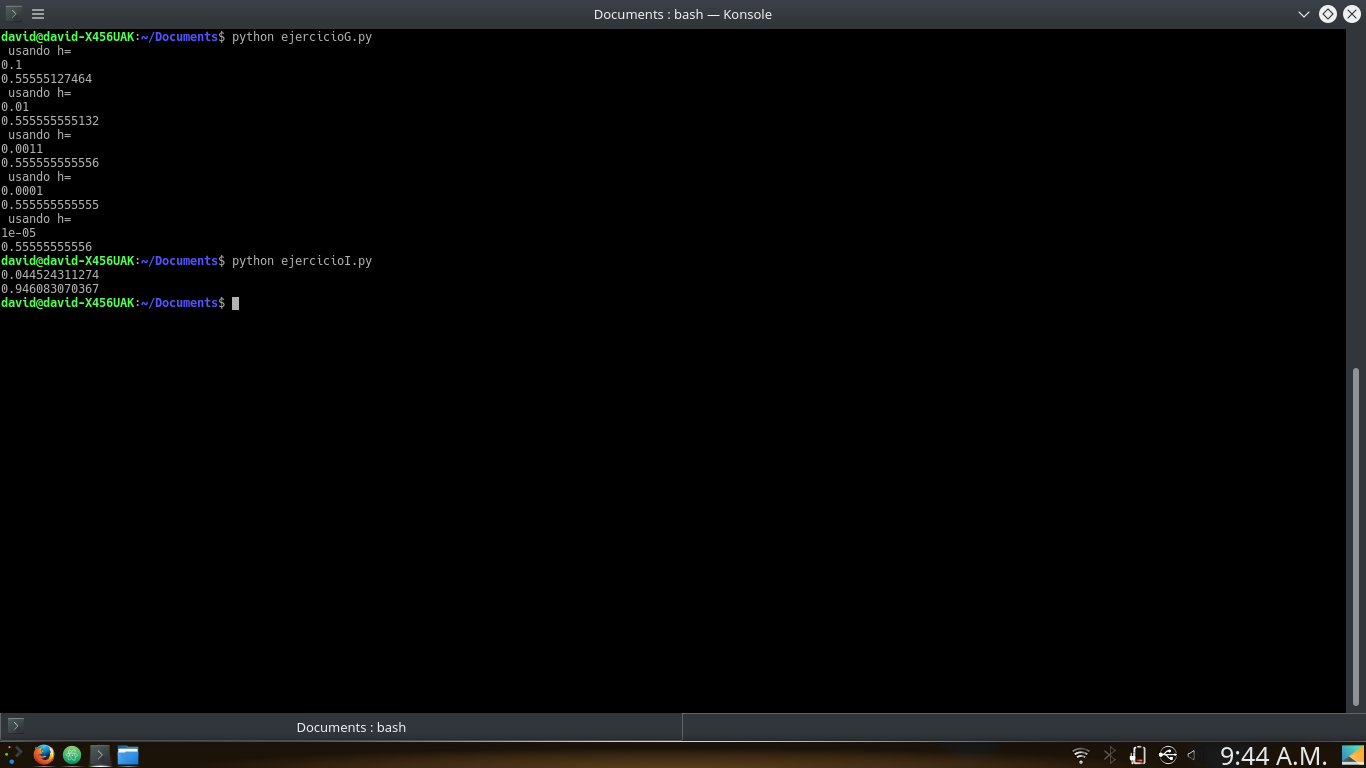 Documents : bash — Konsole
david@david-X456UAK:~/Documents$ python ejercicioG.py
usando h=
0.1
0.55555127464
usando h=
0.01
0.555555555132
usando h=
0.0011
0.555555555556
usando h=
0.0001
0.555555555555
usando h=
1e-05
0.55555555556
david@david-X456UAK:~/Documents$ python ejercicioI.py
0.044524311274
0.946083070367
david@david-X456UAK:~/Documents$
Documents : bash
9:44 A.M.